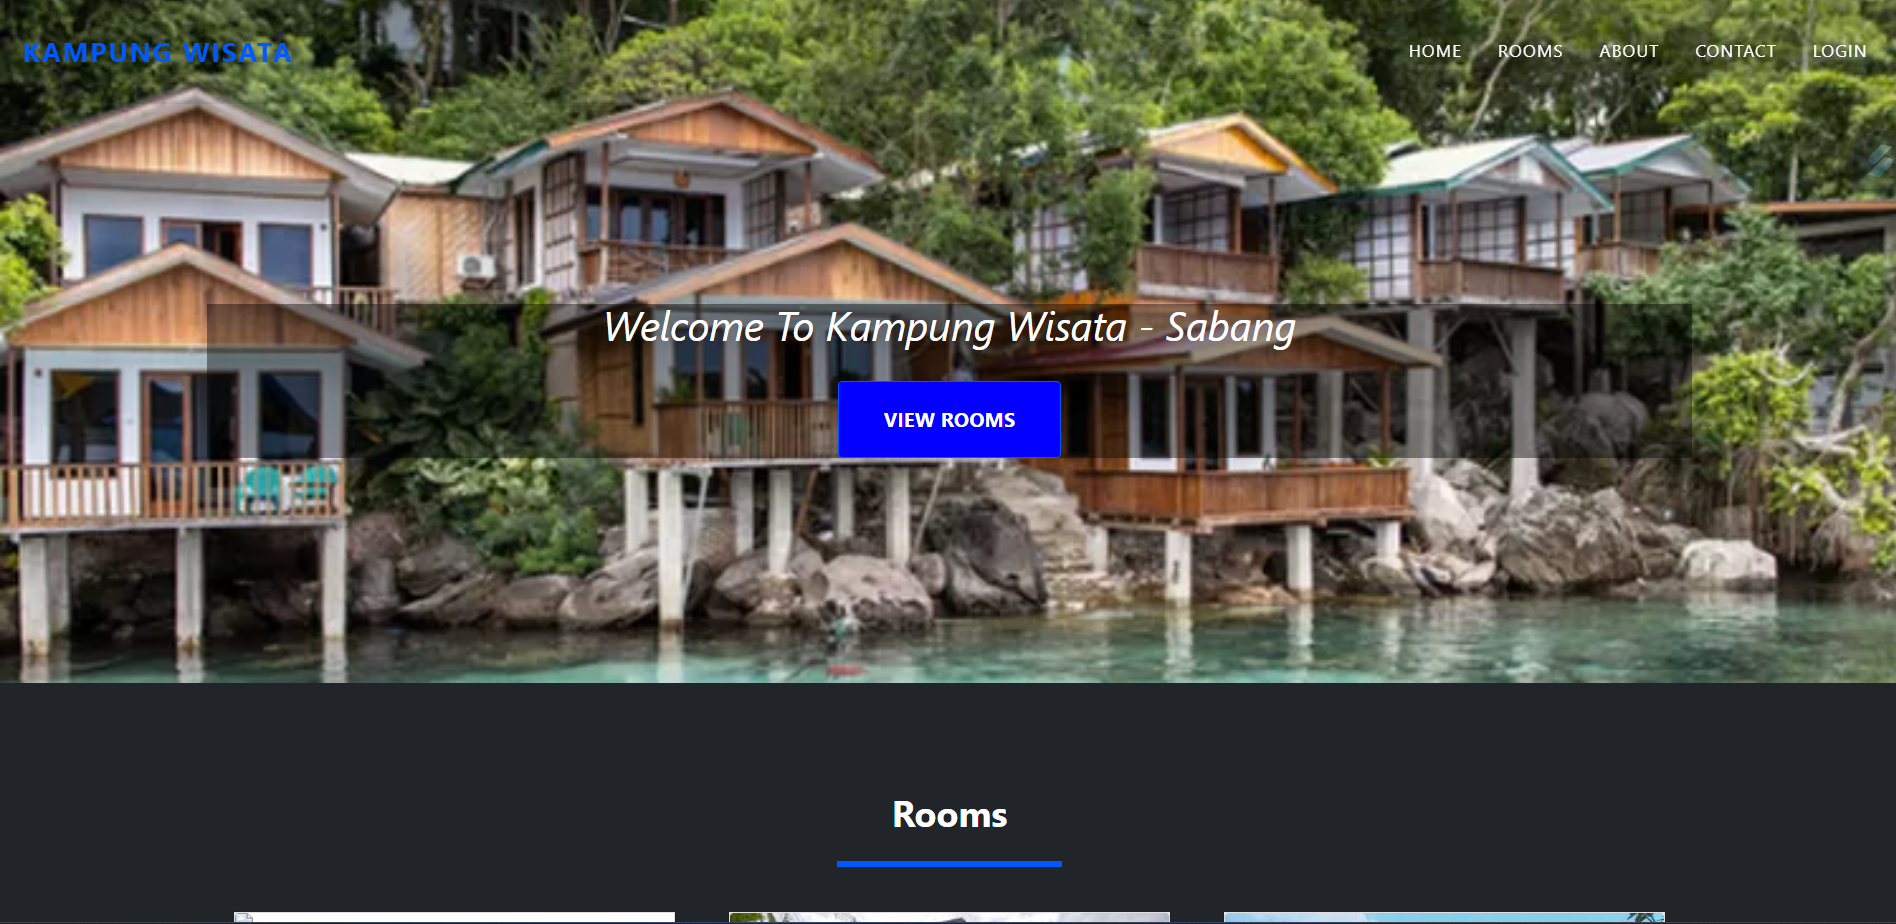 KAMPUNG WISATA
HOME ROOMS ABOUT CONTACT LOGIN
Welcome To Kampung Wisata - Sabang
VIEW ROOMS
Rooms